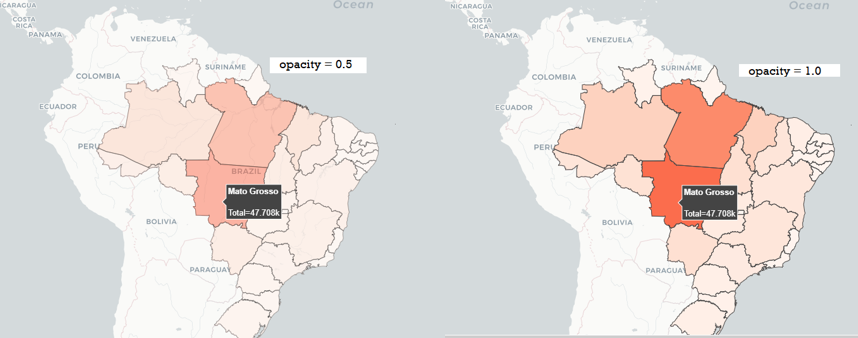 NICARAGUA
Ocean
COSTA
RICA
PANAMA
VENEZUELA
SURINAME
opacity = 0.5
COLOMBIA
ECUADOR
PERU
BRAZIL
Mato Grosso
Total=47.708k
BOLIVIA
PARAGUAY
NICARAGUA
Ocean
COSTA
RICA
PANAMA
VENEZUELA
SURINAME
opacity = 1.0
COLOMBIA
ECUADOR
PERU
Mato Grosso
Total=47.708k
BOLIVIA
PARAGUAY